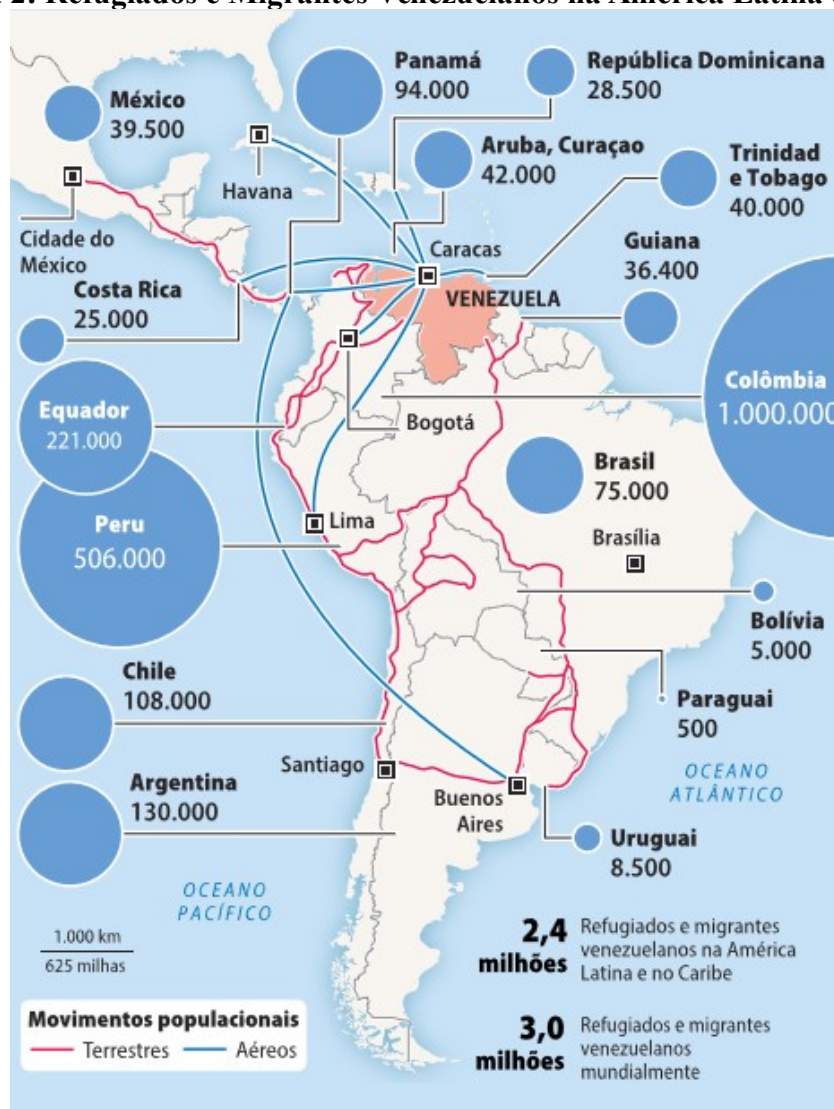 2: Refugiados e Migrantes Venezuelanos na América Latina
Panamá
94.000
República Dominicana
28.500
México
39.500
Aruba, Curaçao
42.000
Trinidad
e Tobago
40.000
Havana
Cidade do
México
Caracas
Guiana
36.400
Costa Rica
25.000
VENEZUELA
Colômbia
1.000.000
Equador
221.000
Bogotá
Brasil
75.000
Peru
506.000
Lima
Brasília
Bolívia
5.000
Chile
108.000
Paraguai
500
Santiago
Argentina
130.000
Buenos
Aires
OCEANO
ATLÂNTICO
Uruguai
8.500
OCEANO
PACÍFICO
1.000 km
625 milhas
2,4
milhões
Refugiados e migrantes
venezuelanos na América
Latina e no Caribe
Movimentos populacionais
Terrestres
Aéreos
3,0
milhões
Refugiados e migrantes
venezuelanos
mundialmente